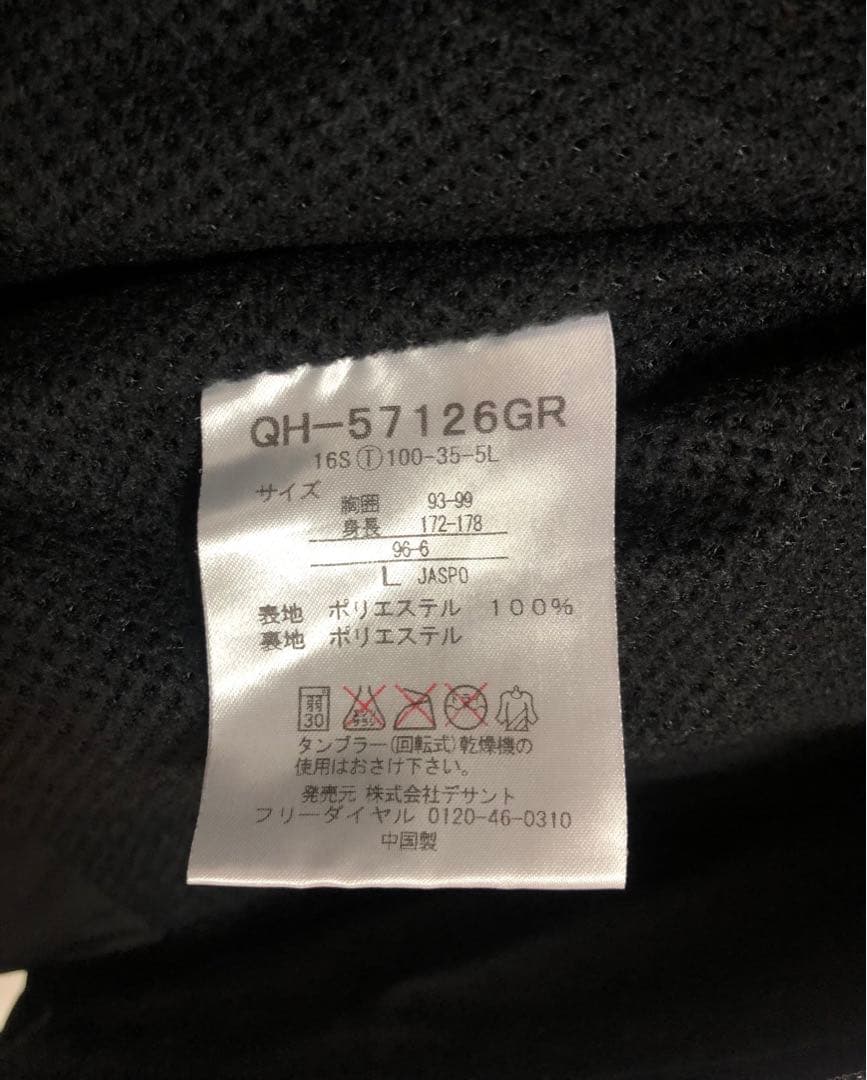 QH-57126GR
16SⓉ100-35-5L
サイズ
胸囲 93-99
身長 172-178
96-6
L JASPO
表地 ポリエステル 100%
裏地 ポリエステル
弱 30
タンブラー(回転式)乾燥機の
使用はおさけ下さい。
発売元 株式会社デサント
フリーダイヤル 0120-46-0310
中国製